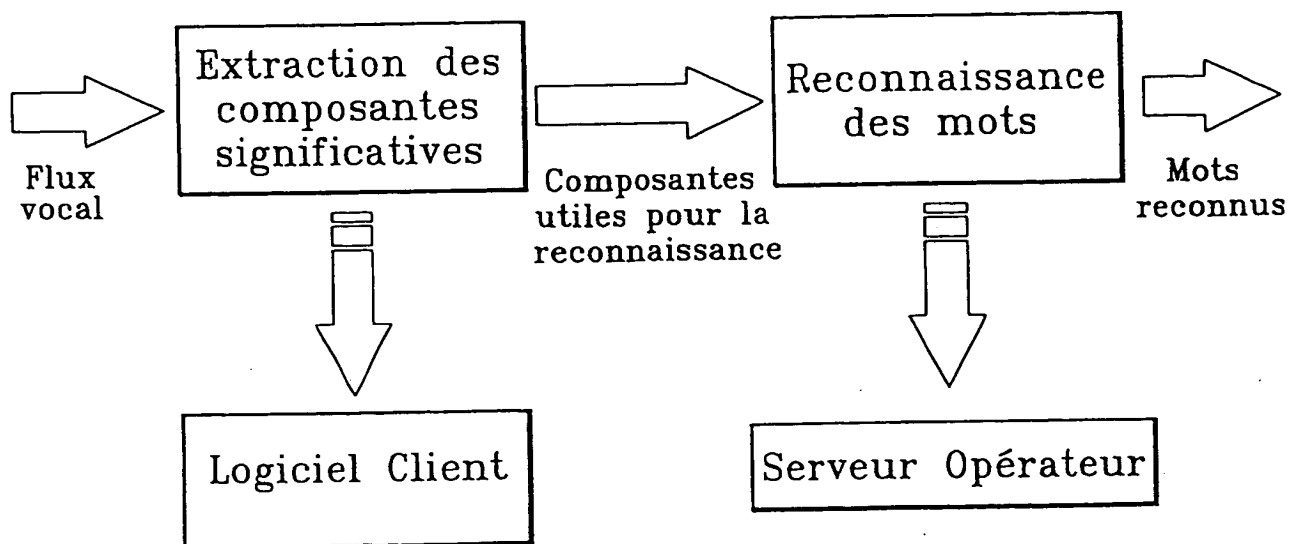 Extraction des
composantes
significatives
Reconnaissance
des mots
Flux
vocal
Composantes
utiles pour la
reconnaissance
Mots
reconnus
Logiciel Client
Serveur Opérateur